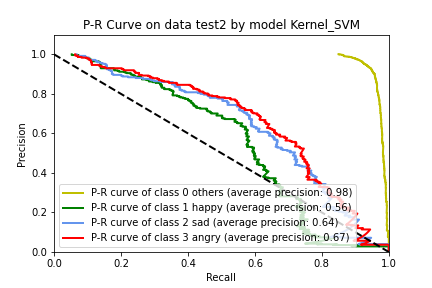 P-R Curve on data test2 by model Kernel_SVM
1.0
0.8
0.6
0.4
0.2
0.0
Precision
P-R curve of class 0 others (average precision: 0.98)
P-R curve of class 1 happy (average precision: 0.56)
P-R curve of class 2 sad (average precision: 0.64)
P-R curve of class 3 angry (average precision: 0.67)
0.0 0.2 0.4 0.6 0.8 1.0
Recall